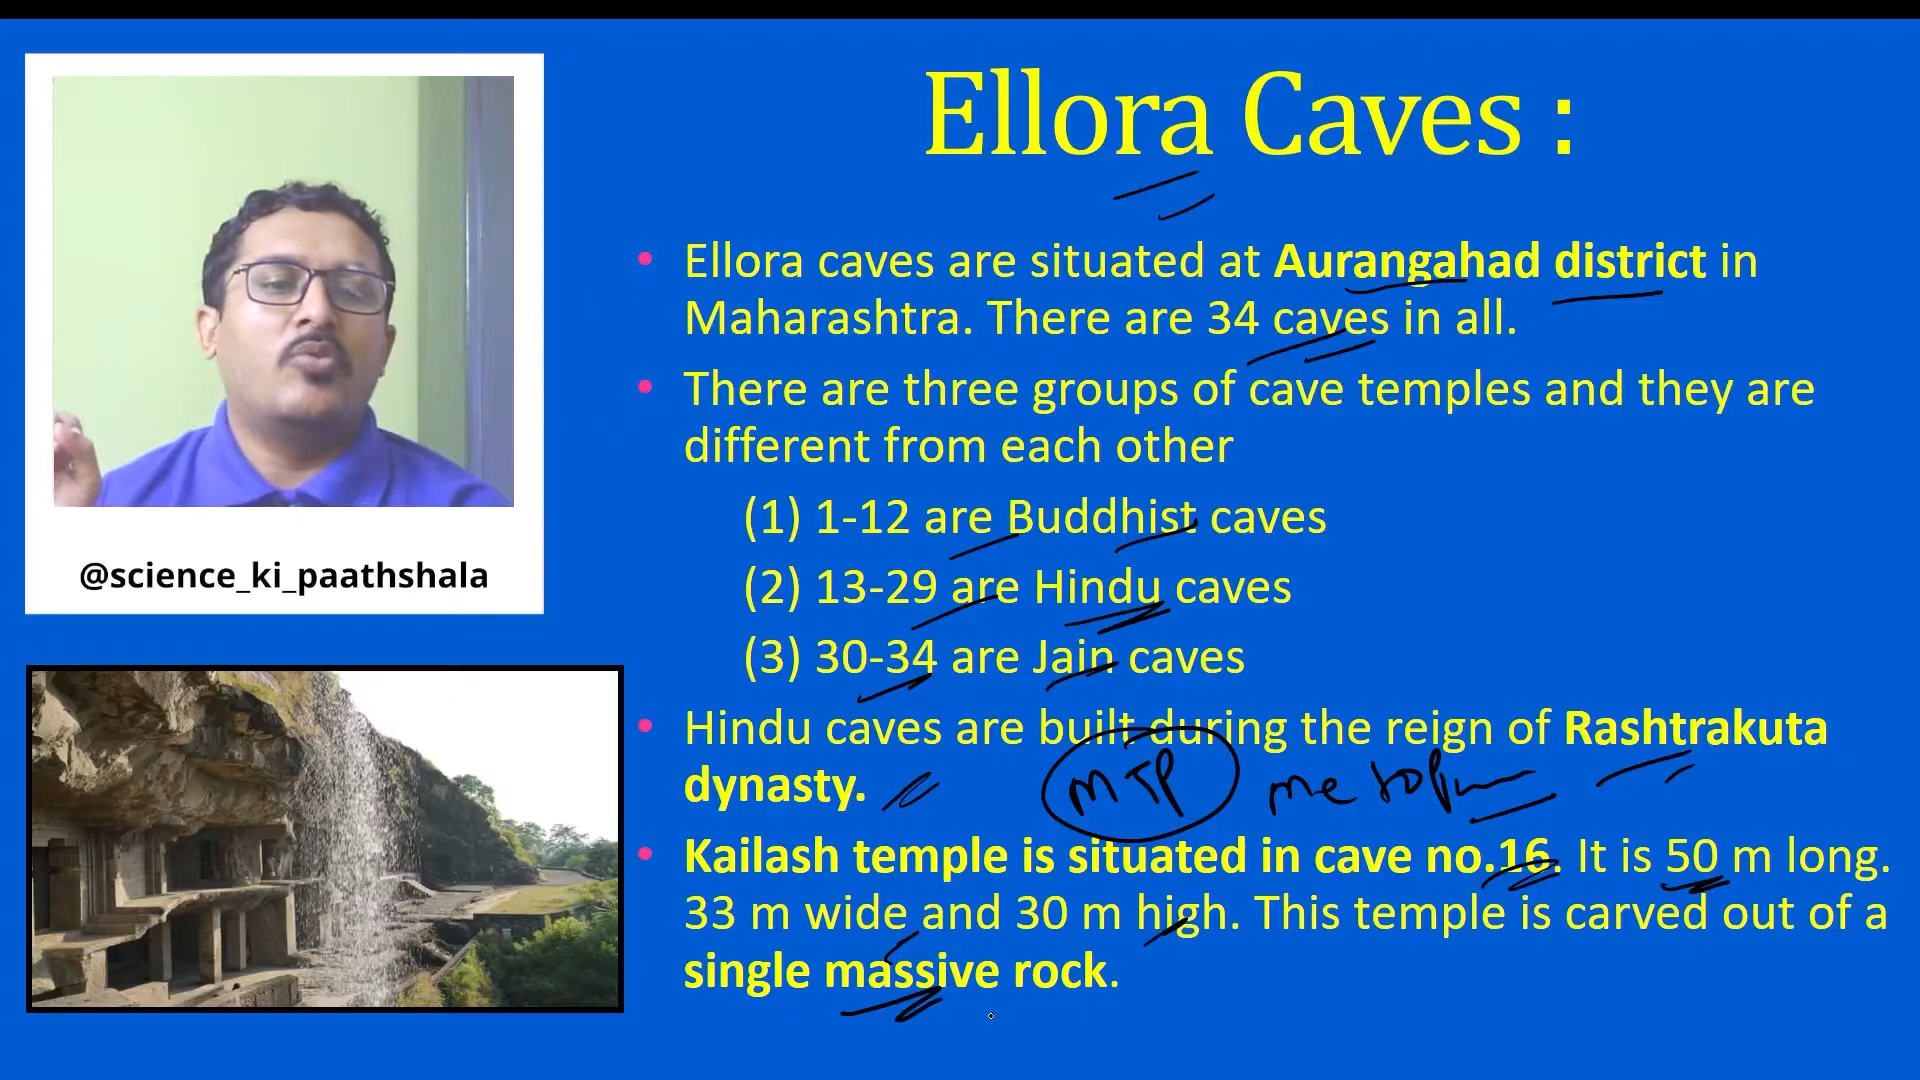 Ellora Caves :
• Ellora caves are situated at Aurangahad district in
Maharashtra. There are 34 caves in all.
• There are three groups of cave temples and they are
different from each other
(1) 1-12 are Buddhist caves
(2) 13-29 are Hindu caves
(3) 30-34 are Jain caves
• Hindu caves are built during the reign of Rashtrakuta
dynasty.
MTP
• Kailash temple is situated in cave no.16. It is 50 m long.
33 m wide and 30 m high. This temple is carved out of a
single massive rock.
@science_ki_paathshala